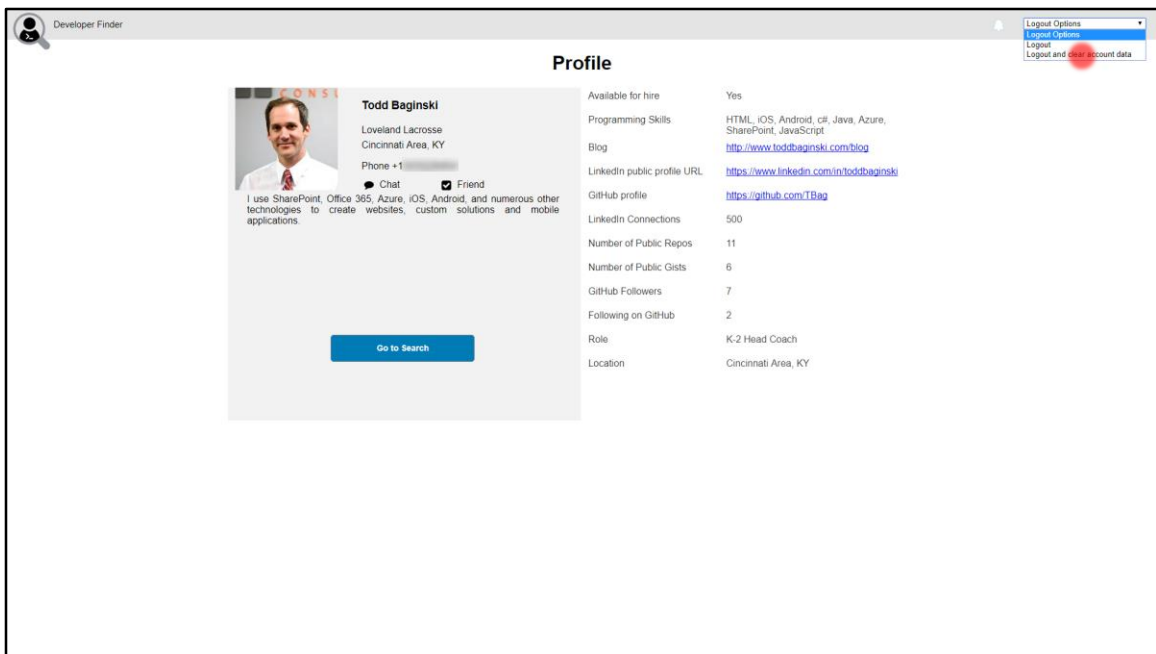 Developer Finder
Logout Options
Logout Options
Logout
Logout and clear account data
Profile
CONSU
Todd Baginski
Loveland Lacrosse
Cincinnati Area, KY
Phone +1
Chat Friend
I use SharePoint, Office 365, Azure, iOS, Android, and numerous other
technologies to create websites, custom solutions and mobile
applications.
Go to Search
Available for hire Yes
Programming Skills HTML, iOS, Android, c#, Java, Azure,
SharePoint, JavaScript
Blog http://www.toddbaginski.com/blog
LinkedIn public profile URL https://www.linkedin.com/in/toddbaginski
GitHub profile https://github.com/TBag
LinkedIn Connections 500
Number of Public Repos 11
Number of Public Gists 6
GitHub Followers 7
Following on GitHub 2
Role K-2 Head Coach
Location Cincinnati Area, KY